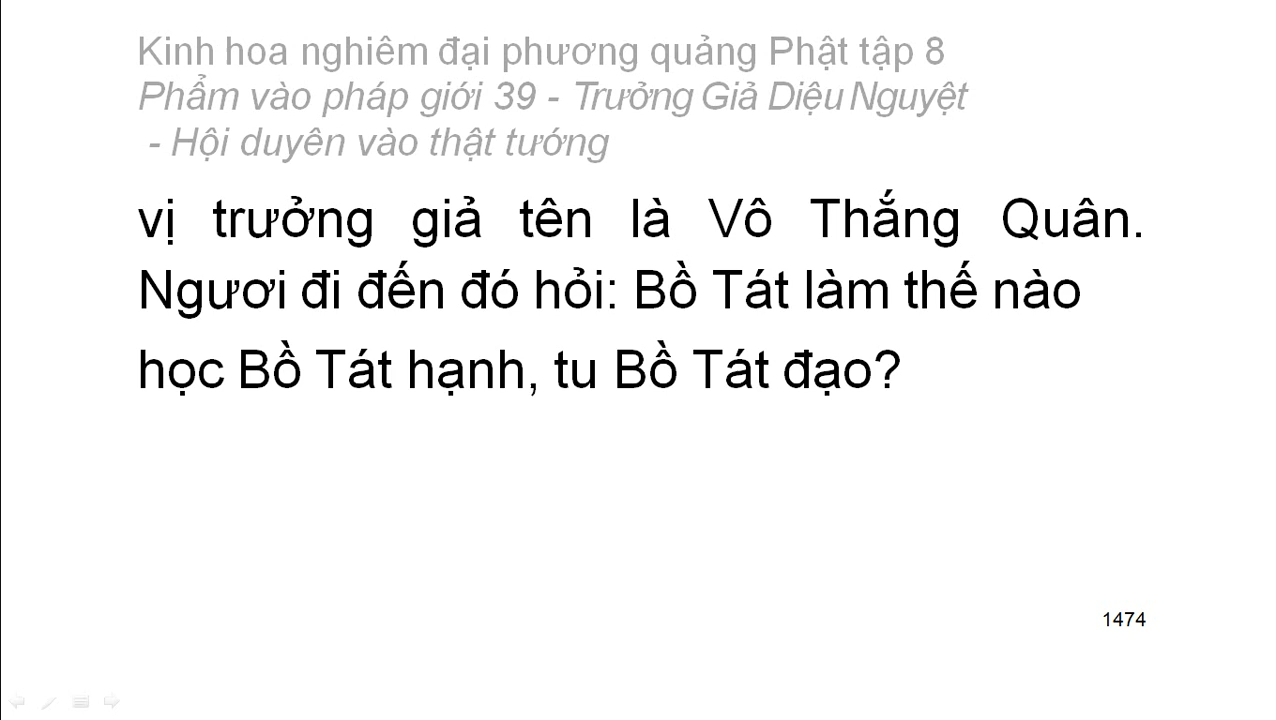 Kinh hoa nghiêm đại phương quảng Phật tập 8
Phẩm vào pháp giới 39 - Trưởng Giả Diệu Nguyệt
- Hội duyên vào thật tướng
vị trưởng giả tên là Vô Thắng Quân.
Ngươi đi đến đó hỏi: Bồ Tát làm thế nào
học Bồ Tát hạnh, tu Bồ Tát đạo?
1474